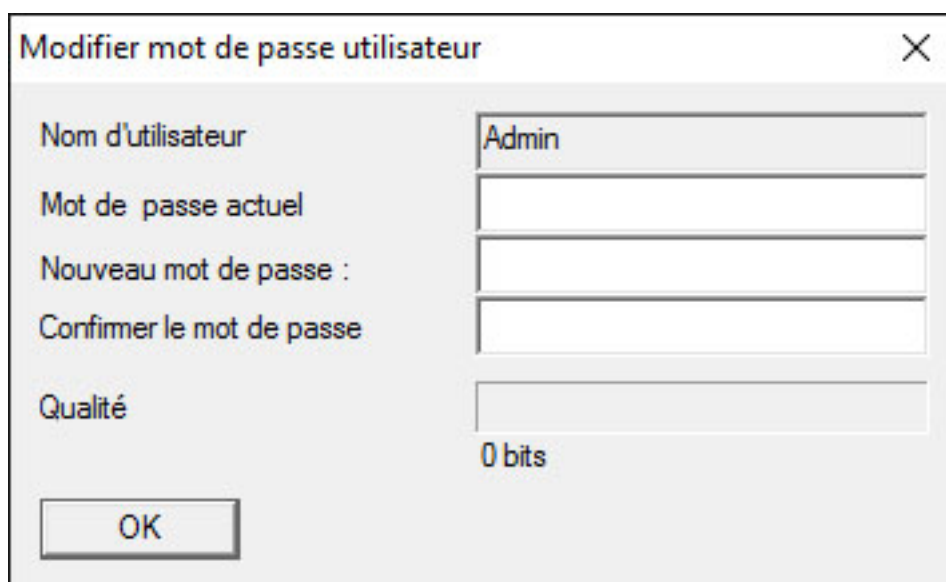 Modifier mot de passe utilisateur
Nom d'utilisateur Admin
Mot de  passe actuel
Nouveau mot de passe :
Confirmer le mot de passe
Qualité
0 bits
OK